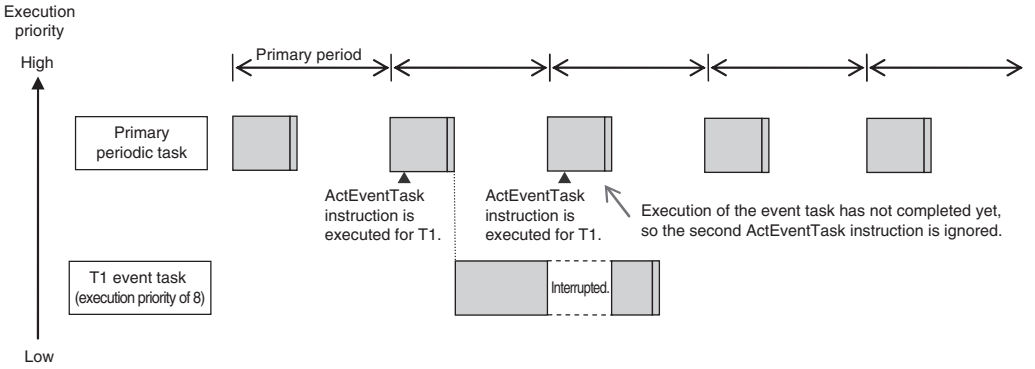 Execution
priority
High
Primary period
Primary
periodic task
ActEventTask
instruction is
executed for T1.
ActEventTask
instruction is
executed for T1.
Execution of the event task has not completed yet,
so the second ActEventTask instruction is ignored.
T1 event task
(execution priority of 8)
Interrupted.
Low